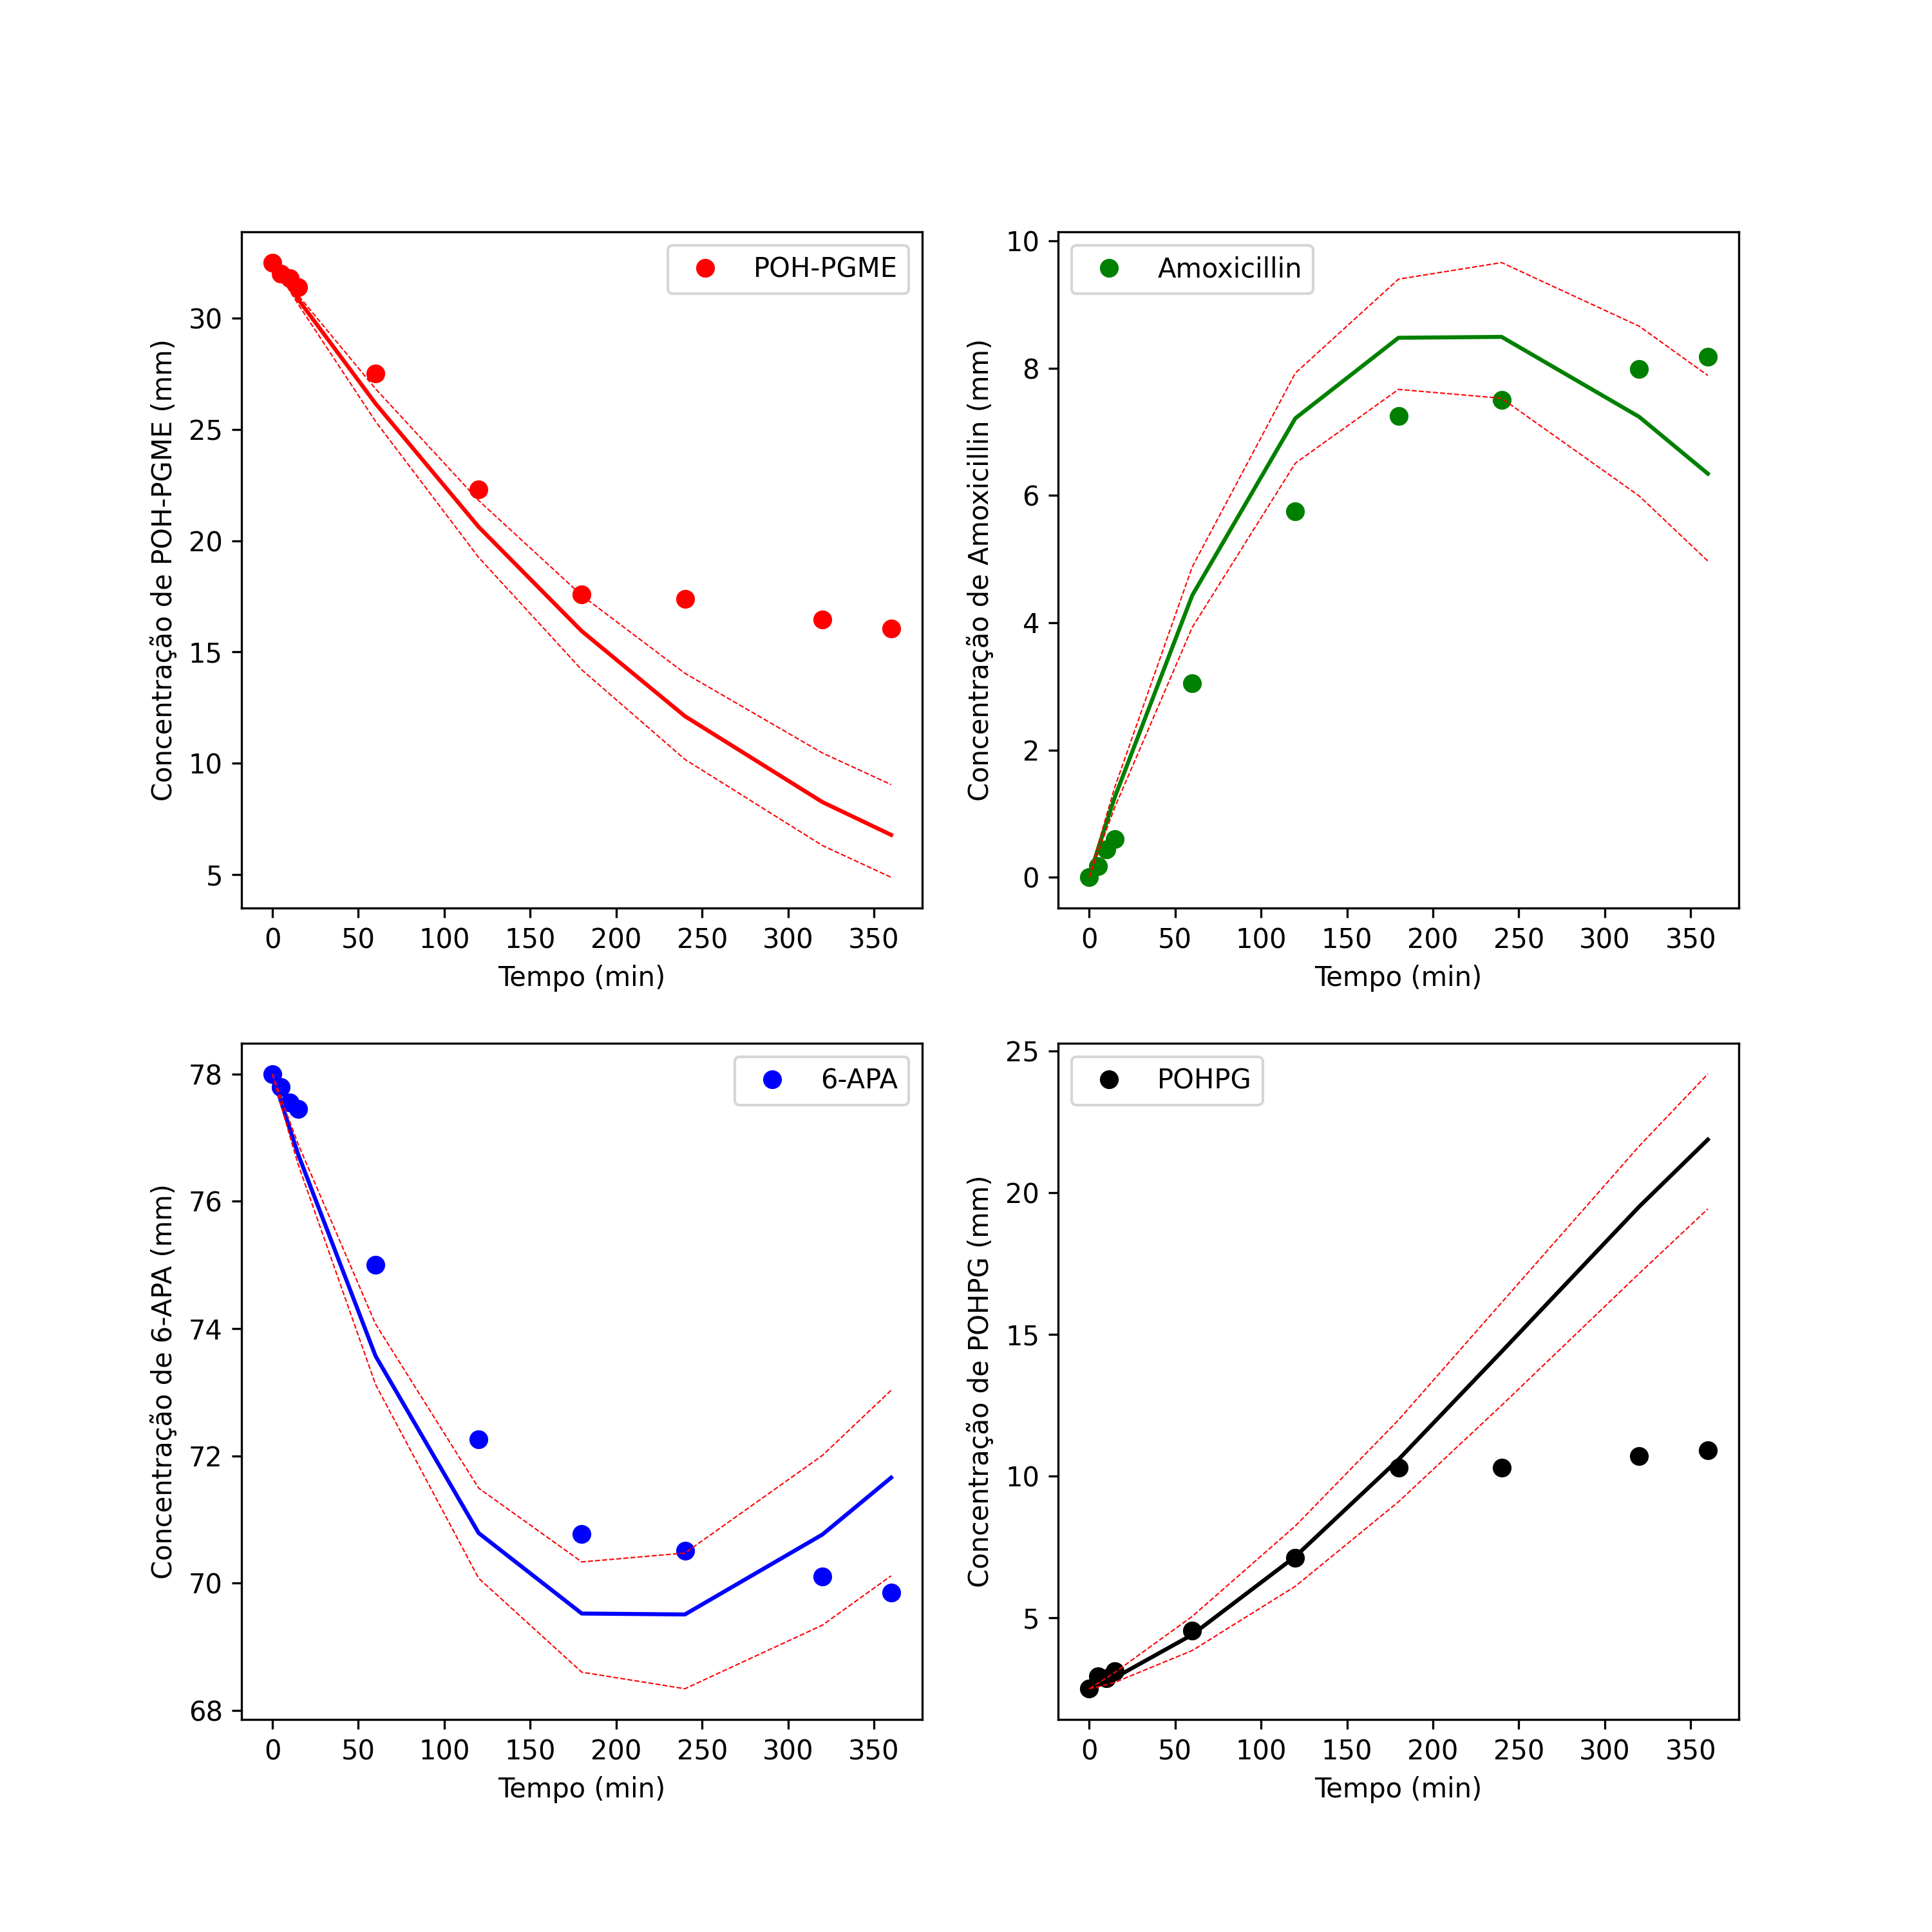 POH-PGME
30
25
20
15
10
5
Concentração de POH-PGME (mm)
0 50 100 150 200 250 300 350
Tempo (min)
Amoxicillin
10
8
6
4
2
0
Concentração de Amoxicillin (mm)
0 50 100 150 200 250 300 350
Tempo (min)
6-APA
78
76
74
72
70
68
Concentração de 6-APA (mm)
0 50 100 150 200 250 300 350
Tempo (min)
POHPG
25
20
15
10
5
Concentração de POHPG (mm)
0 50 100 150 200 250 300 350
Tempo (min)